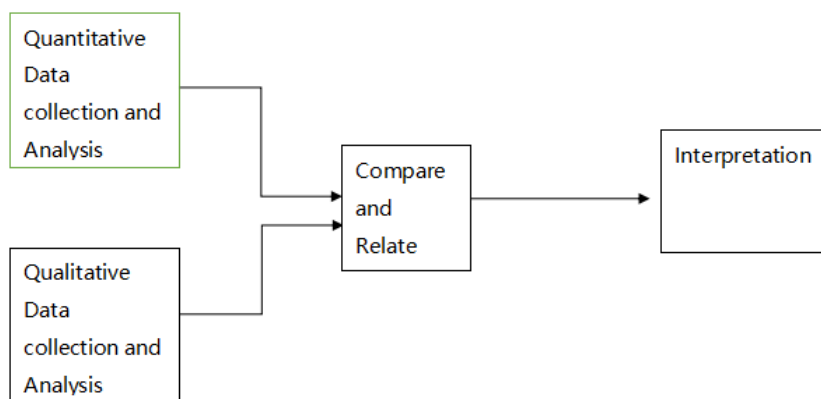 Quantitative
Data
collection and
Analysis
Compare
and
Relate
Interpretation
Qualitative
Data
collection and
Analysis